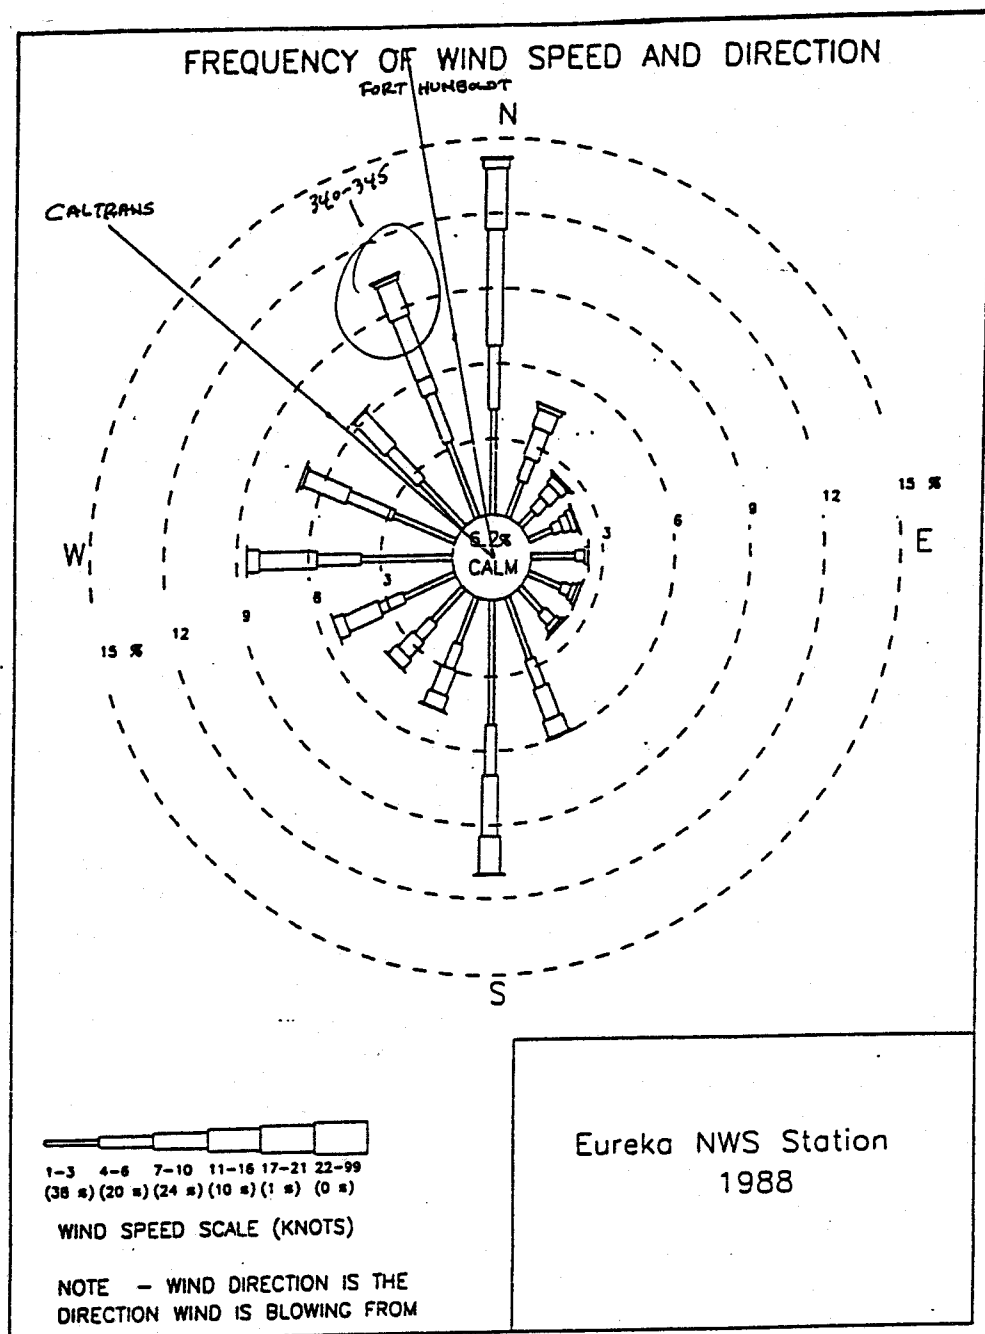 FREQUENCY OF WIND SPEED AND DIRECTION
FORT HUMBOLDT
N
340-345
CALTRANS
15 %
12
9
6
3
E
W
6.2%
CALM
3
6
9
12
15 %
S
1-3 4-6 7-10 11-16 17-21 22-99
(38 %) (20 %) (24 %) (10 %) (1 %) (0 %)
WIND SPEED SCALE (KNOTS)
NOTE - WIND DIRECTION IS THE
DIRECTION WIND IS BLOWING FROM
Eureka NWS Station
1988